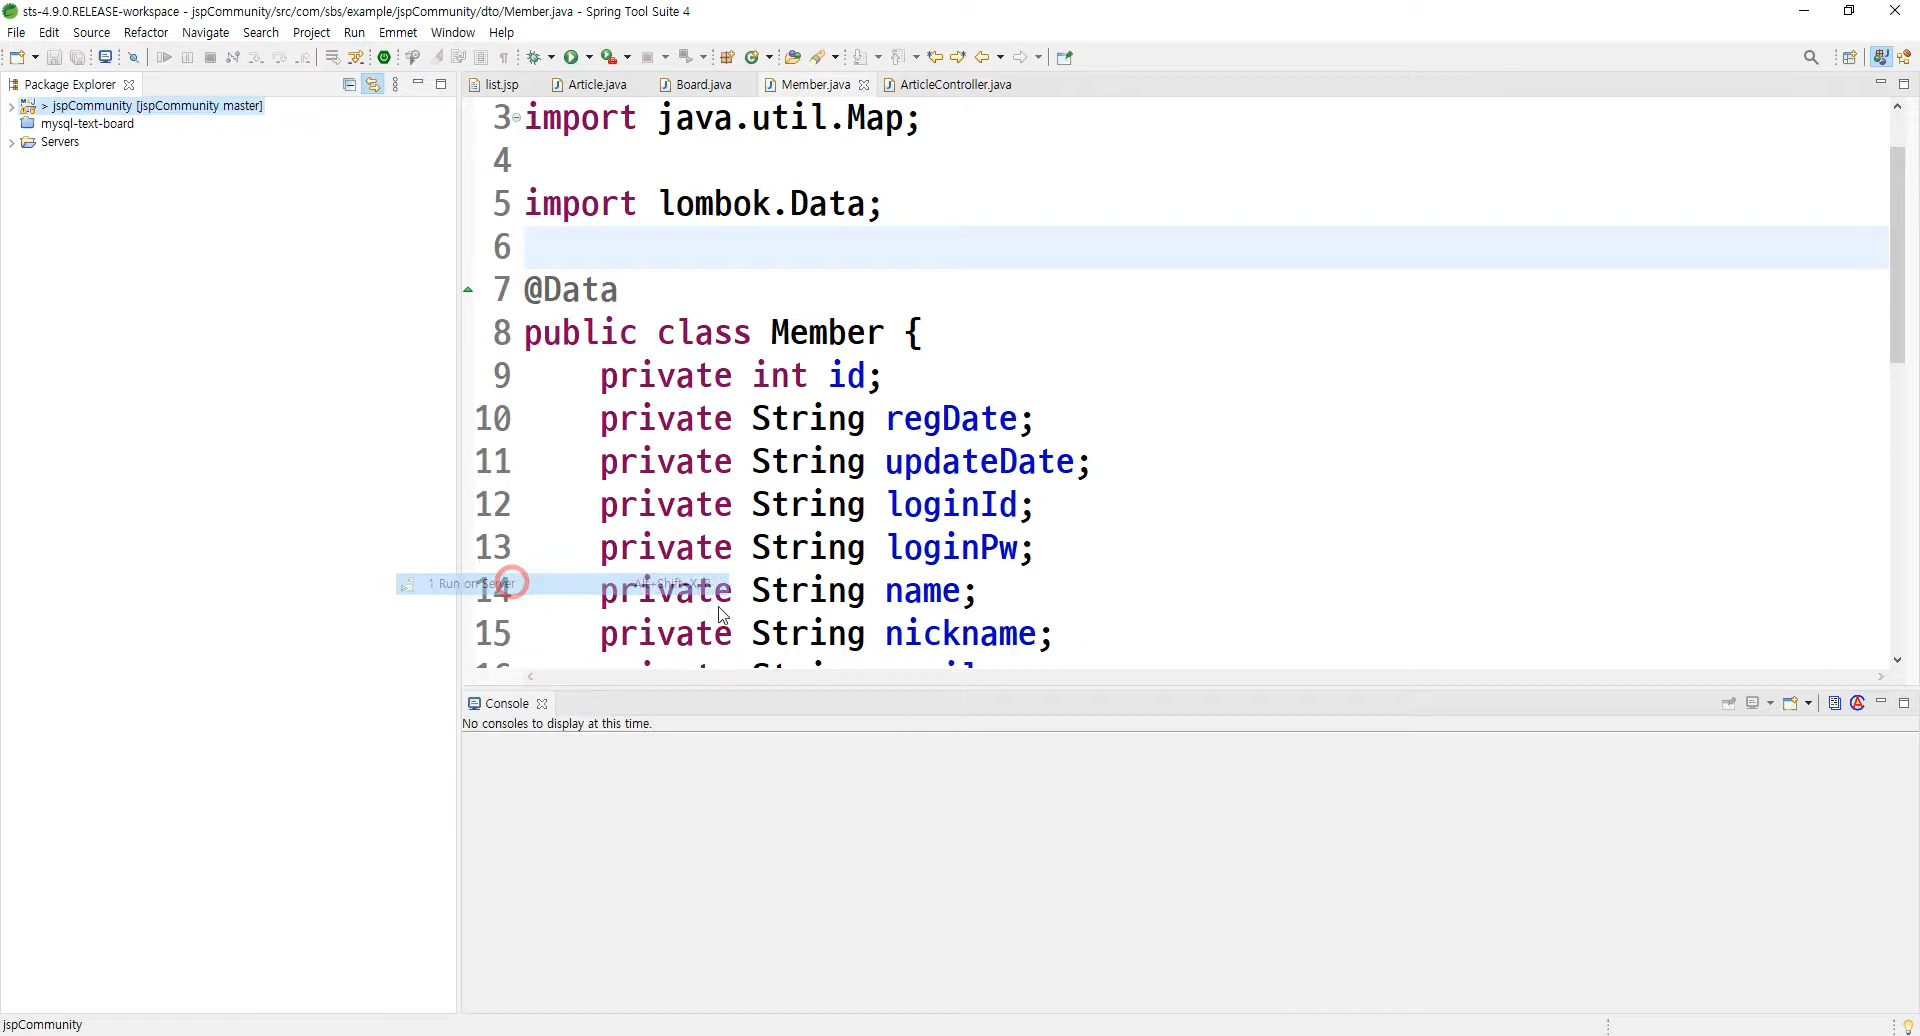 sts-4.9.0.RELEASE-workspace - jspCommunity/src/com/sbs/example/jspCommunity/dto/Member.java - Spring Tool Suite 4
File Edit Source Refactor Navigate Search Project Run Emmet Window Help
Package Explorer
> jspCommunity [jspCommunity master]
mysql-text-board
Servers
list.jsp Article.java Board.java Member.java ArticleController.java
3 import java.util.Map;
4
5 import lombok.Data;
6
7 @Data
8 public class Member {
9 private int id;
10 private String regDate;
11 private String updateDate;
12 private String loginId;
13 private String loginPw;
1 Run on Server
14 private String name;
15 private String nickname;
Console
No consoles to display at this time.
jspCommunity